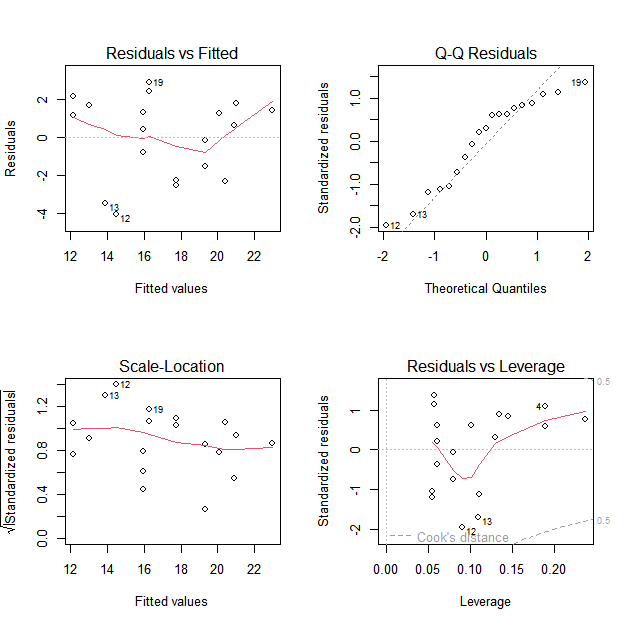 Residuals vs Fitted
Residuals
-4 -2 0 2
19
13
12
12 14 16 18 20 22
Fitted values
Q-Q Residuals
Standardized residuals
-2.0 -1.0 0.0 1.0
19
13
12
-2 -1 0 1 2
Theoretical Quantiles
Scale-Location
√|Standardized residuals|
0.0 0.4 0.8 1.2
12
13
19
12 14 16 18 20 22
Fitted values
Residuals vs Leverage
Standardized residuals
-2 -1 0 1
0.5
4
13
12
0.5
Cook's distance
0.00 0.05 0.10 0.15 0.20
Leverage